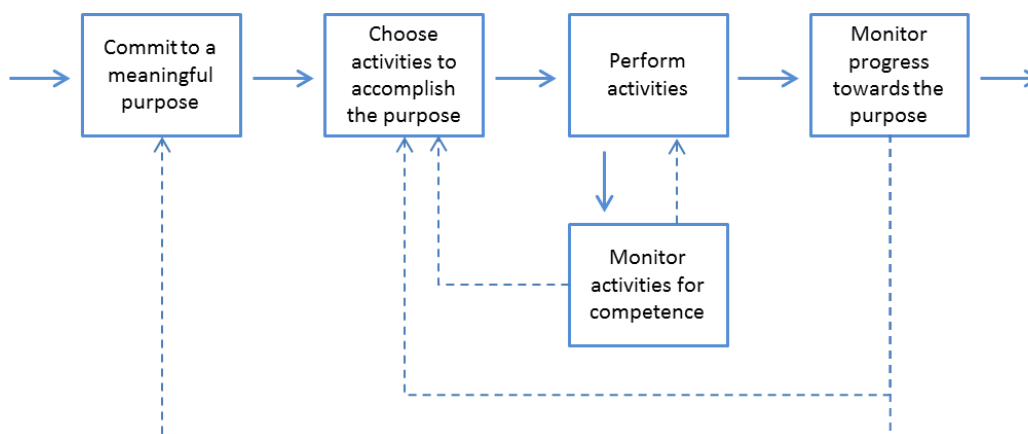 Commit to a
meaningful
purpose
Choose
activities to
accomplish
the purpose
Perform
activities
Monitor
progress
towards the
purpose
Monitor
activities for
competence